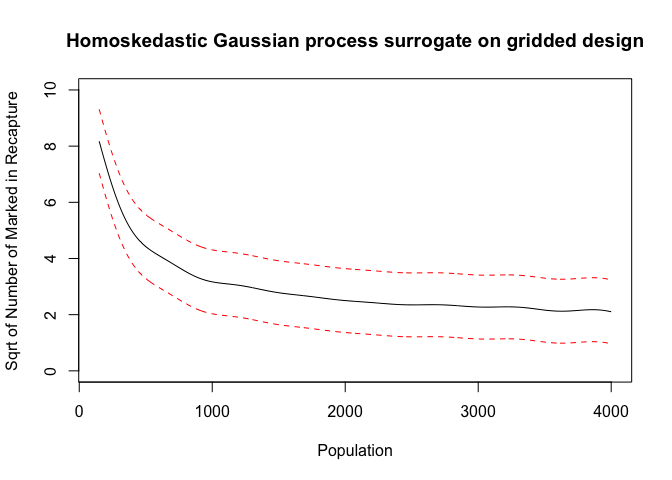 Homoskedastic Gaussian process surrogate on gridded design
Sqrt of Number of Marked in Recapture
10
8
6
4
2
0
0 1000 2000 3000 4000
Population